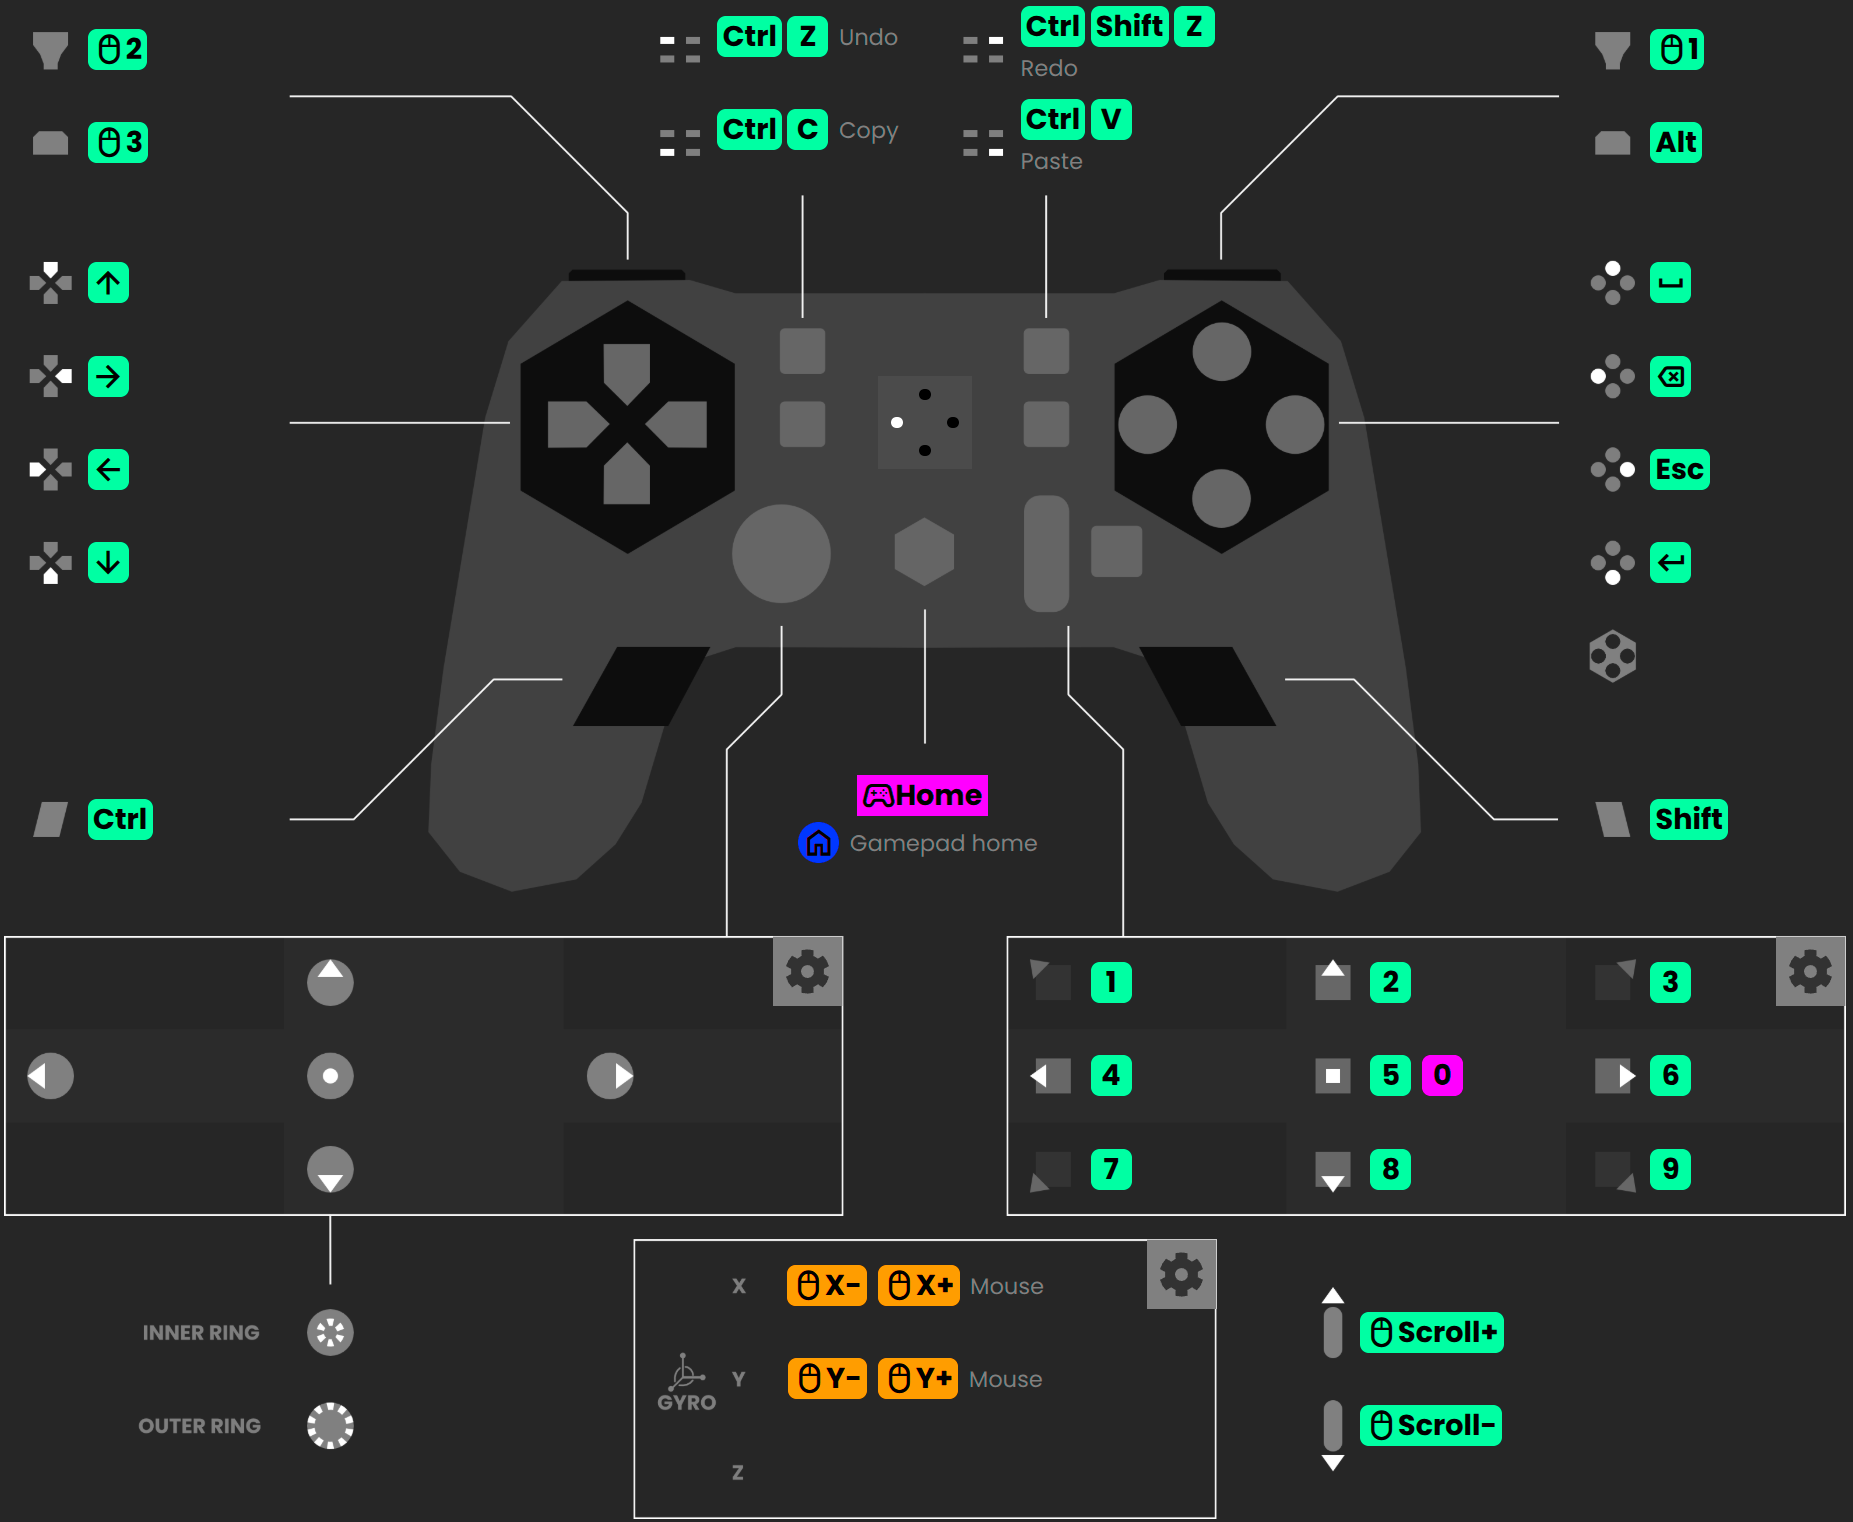 2
Ctrl Z Undo
Ctrl Shift Z
Redo
1
3
Ctrl C Copy
Ctrl V
Paste
Alt
Esc
Ctrl
Home
Gamepad home
Shift
1 2 3
4 5 0 6
7 8 9
X X- X+ Mouse
INNER RING
Scroll+
Y Y- Y+ Mouse
GYRO
OUTER RING
Scroll-
Z